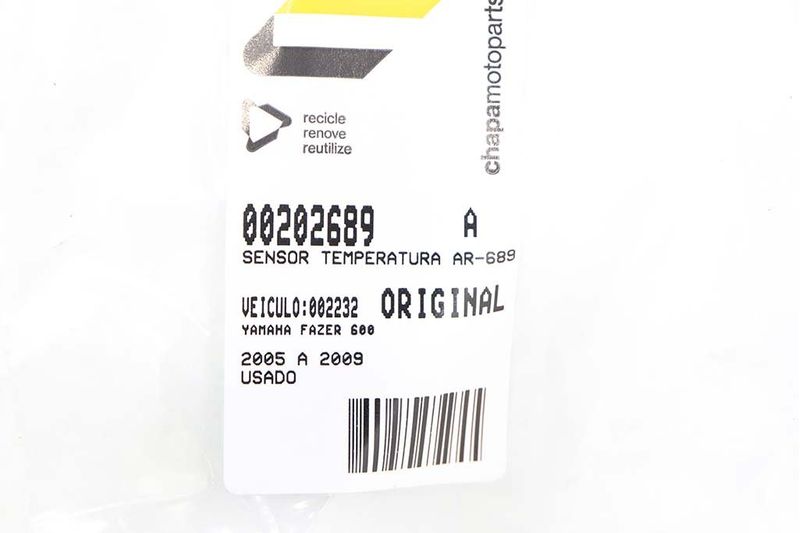 chapamotoparts
recicle
renove
reutilize
00202689 A
SENSOR TEMPERATURA AR-689
VEICULO:002232 ORIGINAL
YAMAHA FAZER 600
2005 A 2009
USADO